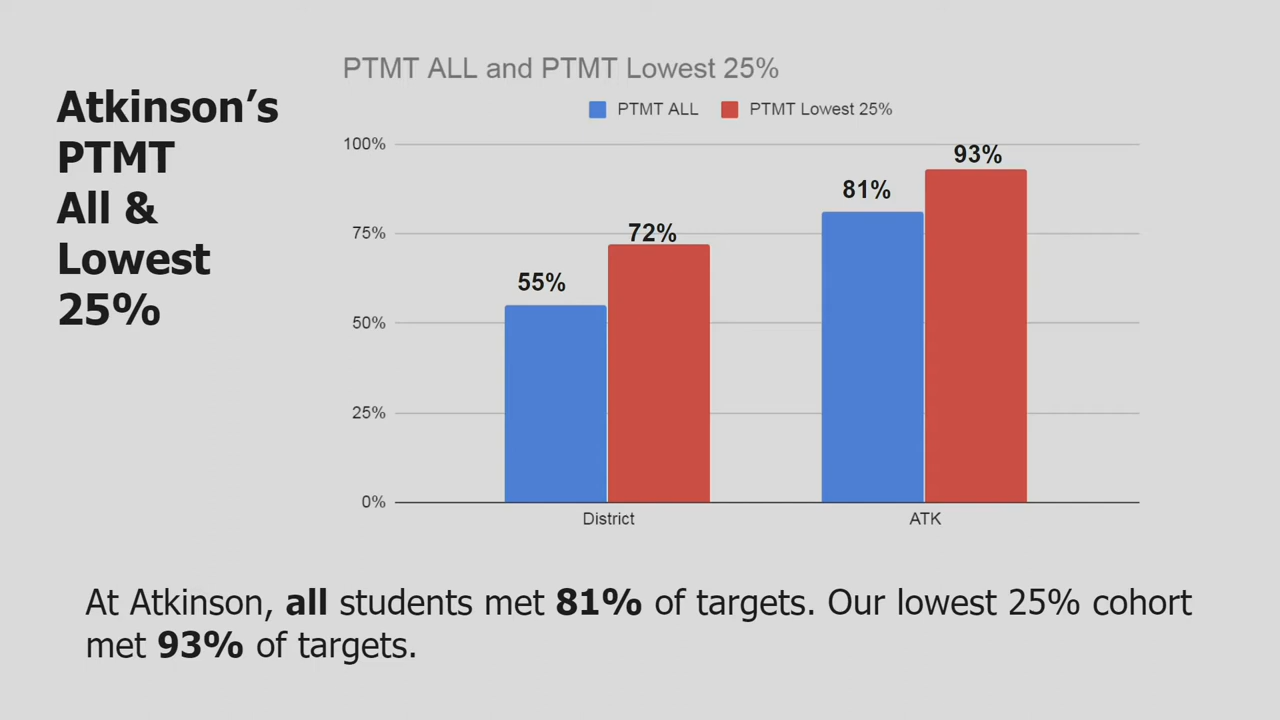 Atkinson’s
PTMT
All &
Lowest
25%
PTMT ALL and PTMT Lowest 25%
PTMT ALL
PTMT Lowest 25%
100%
75%
50%
25%
0%
55%
72%
81%
93%
District
ATK
At Atkinson, all students met 81% of targets. Our lowest 25% cohort
met 93% of targets.